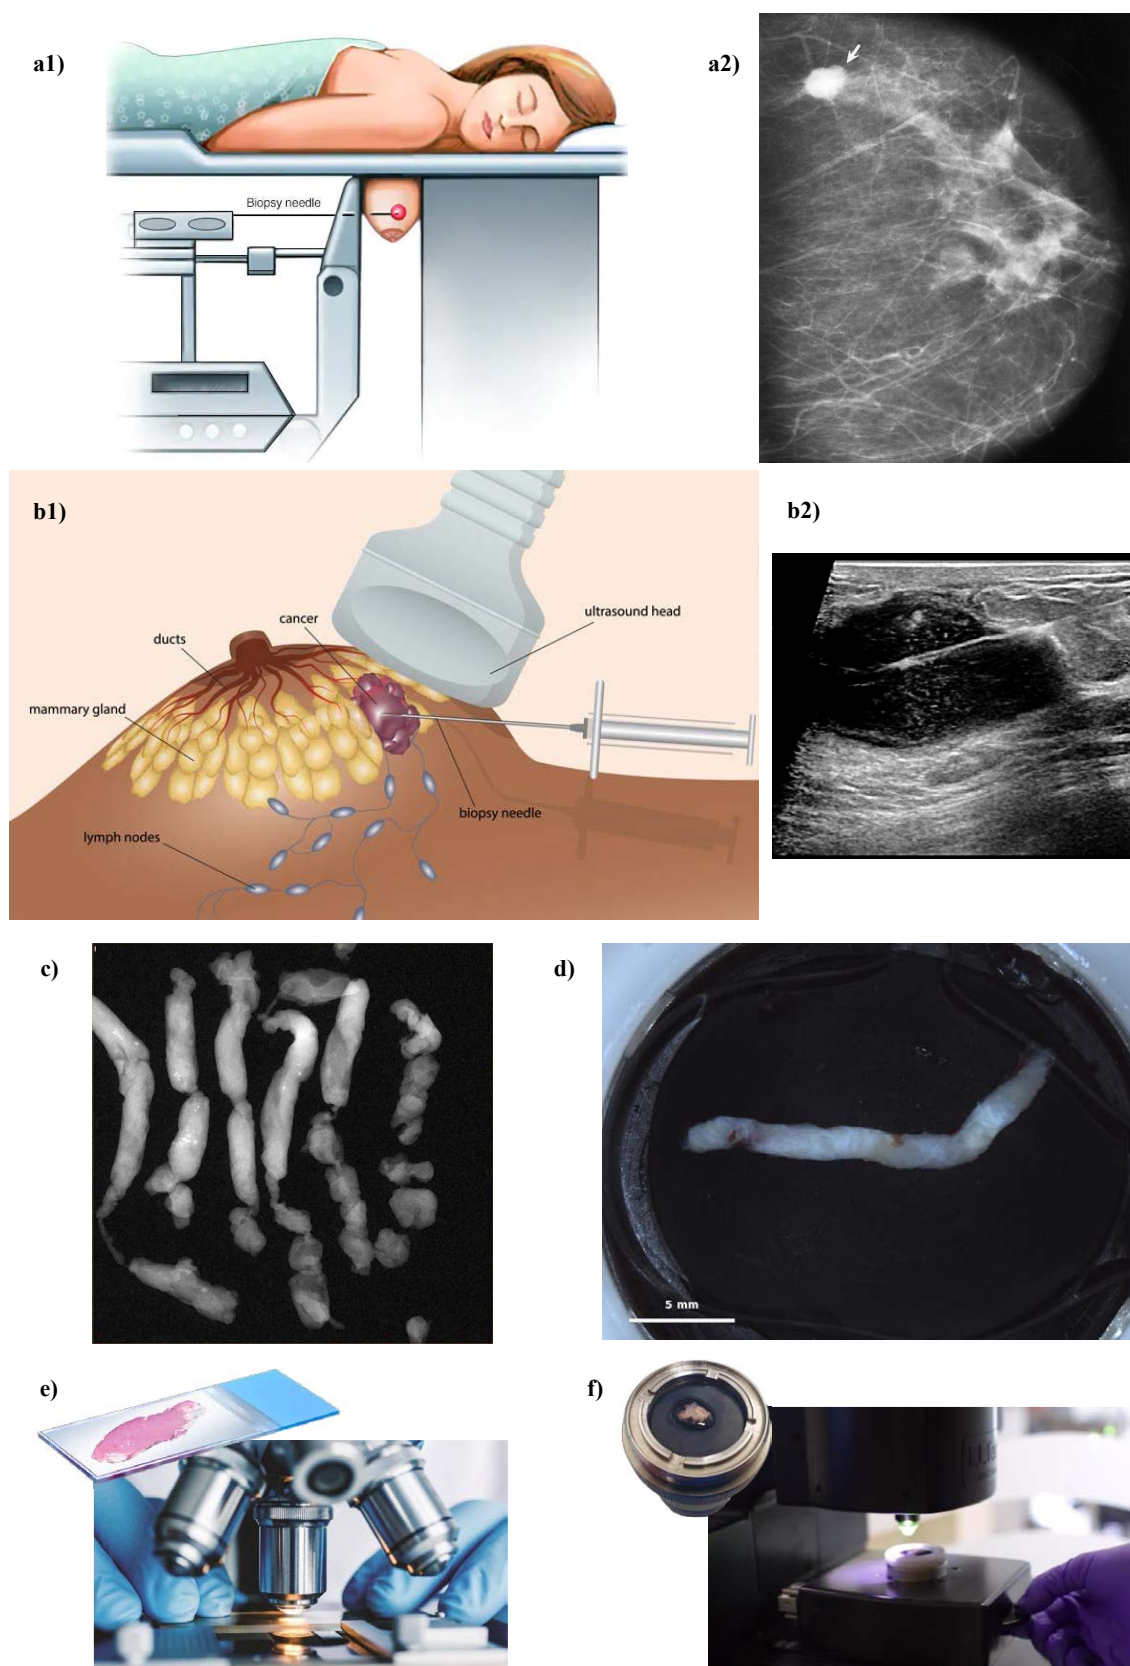 a1)
a2)
Biopsy needle
b1)
b2)
ultrasound head
cancer
ducts
mammary gland
biopsy needle
lymph nodes
c)
d)
5 mm
e)
f)